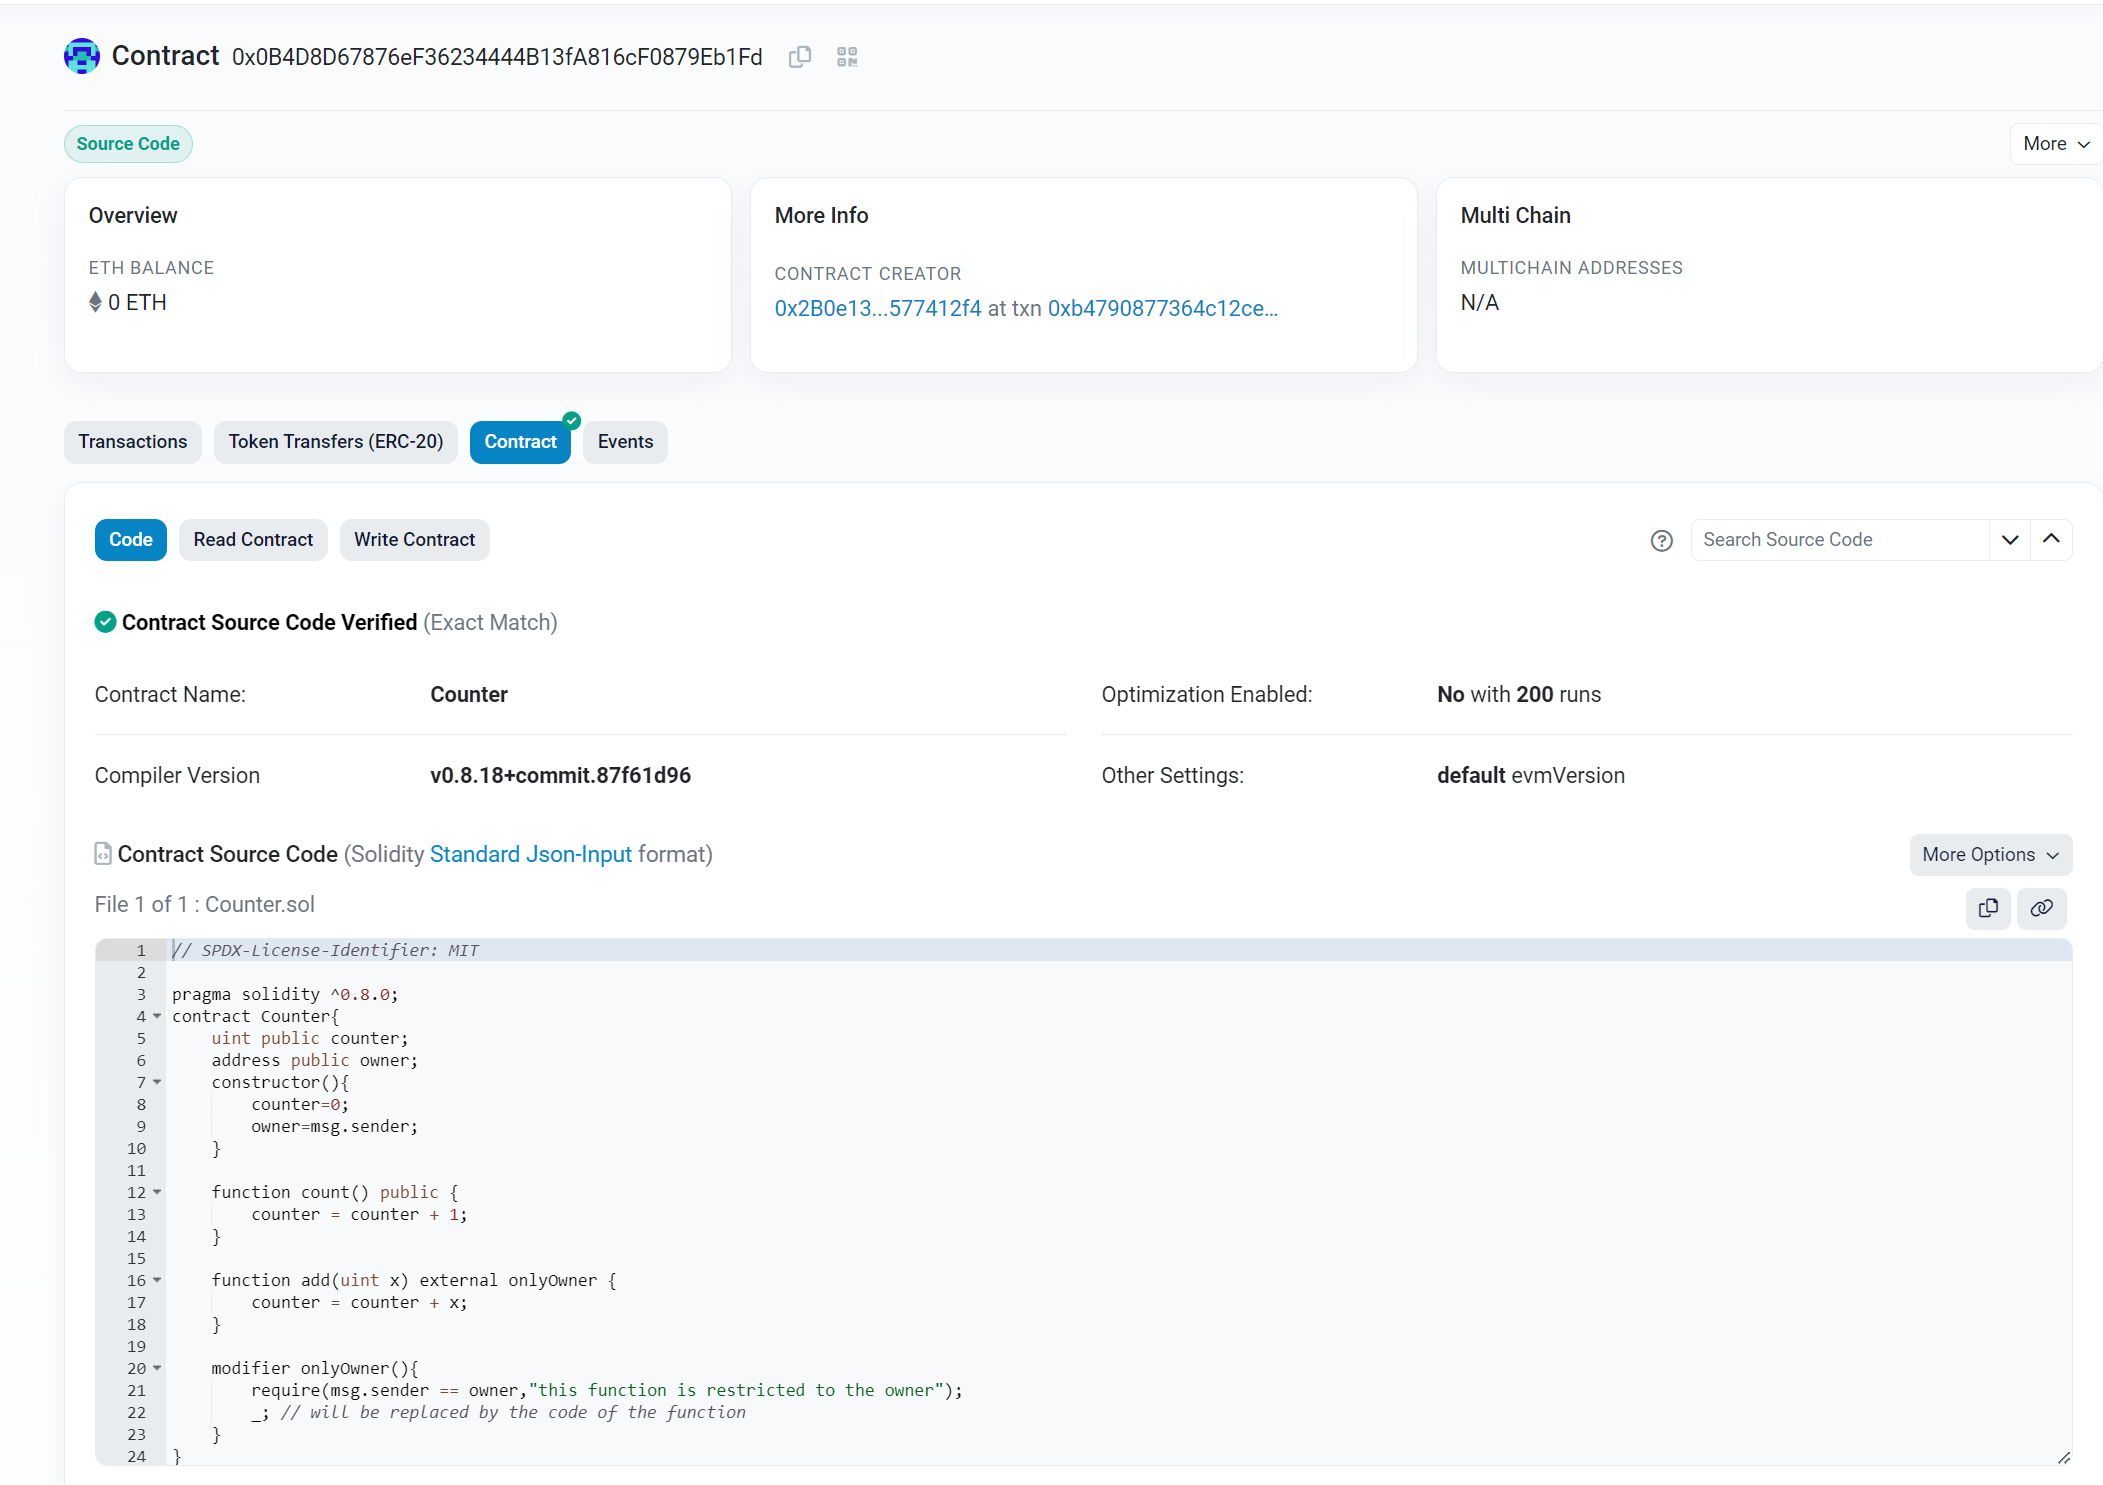 Contract 0x0B4D8D67876eF36234444B13fA816cF0879Eb1Fd
Source Code
More
Overview
ETH BALANCE
0 ETH
More Info
CONTRACT CREATOR
0x2B0e13...577412f4 at txn 0xb4790877364c12ce...
Multi Chain
MULTICHAIN ADDRESSES
N/A
Transactions
Token Transfers (ERC-20)
Contract
Events
Code
Read Contract
Write Contract
Search Source Code
Contract Source Code Verified (Exact Match)
Contract Name: Counter
Optimization Enabled: No with 200 runs
Compiler Version v0.8.18+commit.87f61d96
Other Settings: default evmVersion
Contract Source Code (Solidity Standard Json-Input format)
More Options
File 1 of 1 : Counter.sol
1 // SPDX-License-Identifier: MIT
2
3 pragma solidity ^0.8.0;
4 contract Counter{
5     uint public counter;
6     address public owner;
7     constructor(){
8         counter=0;
9         owner=msg.sender;
10     }
11
12     function count() public {
13         counter = counter + 1;
14     }
15
16     function add(uint x) external onlyOwner {
17         counter = counter + x;
18     }
19
20     modifier onlyOwner(){
21         require(msg.sender == owner,"this function is restricted to the owner");
22         _; // will be replaced by the code of the function
23     }
24 }